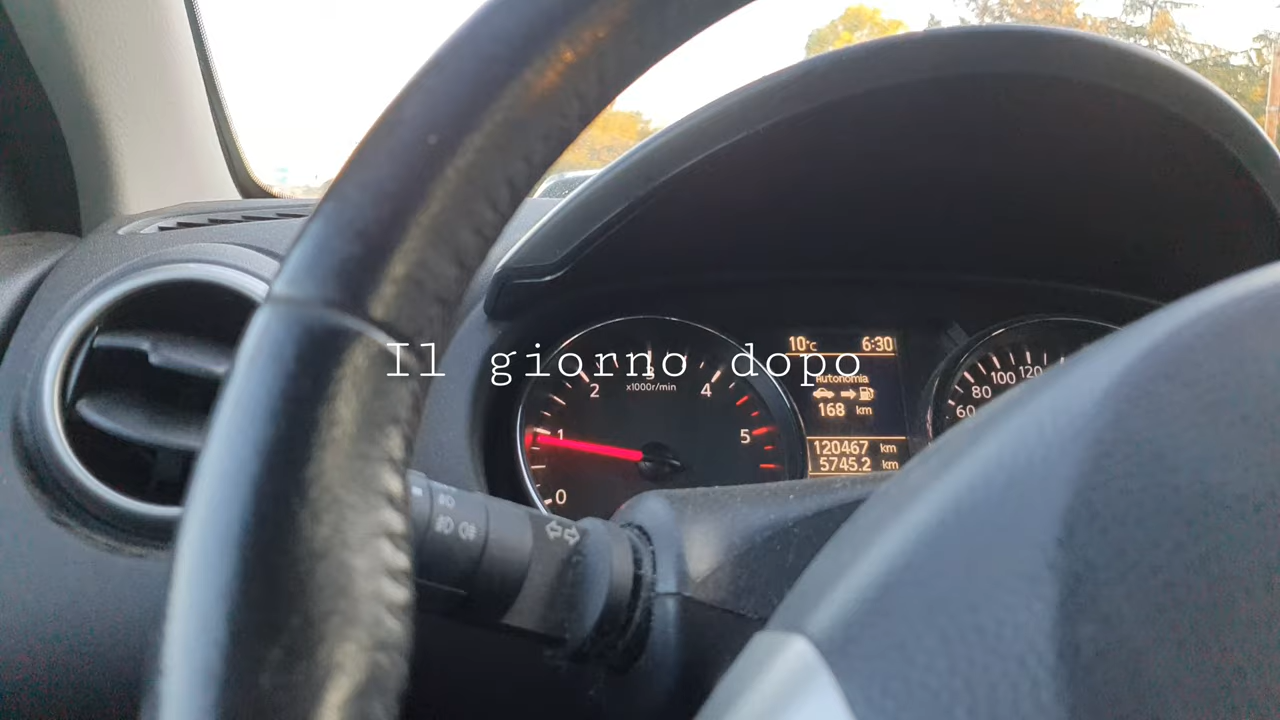 Il giorno dopo
10°C 6:30
Autonomia
168 km
120467 km
5745.2 km
0 1 2 3 4 5
x1000r/min
60 80 100 120